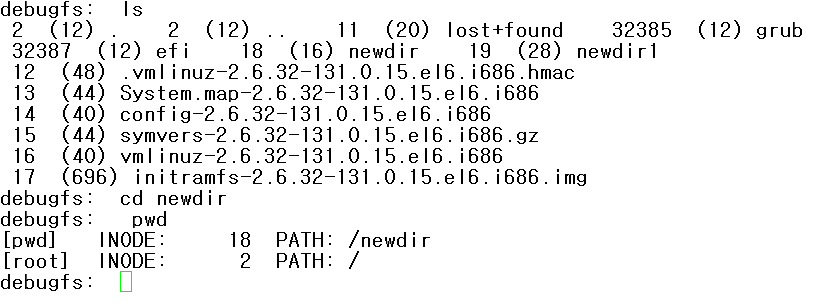 debugfs:  ls
 2  (12) .    2  (12) ..    11  (20) lost+found    32385  (12) grub
 32387  (12) efi    18  (16) newdir    19  (28) newdir1
 12  (48) .vmlinuz-2.6.32-131.0.15.el6.i686.hmac
 13  (44) System.map-2.6.32-131.0.15.el6.i686
 14  (40) config-2.6.32-131.0.15.el6.i686
 15  (44) symvers-2.6.32-131.0.15.el6.i686.gz
 16  (40) vmlinuz-2.6.32-131.0.15.el6.i686
 17  (696) initramfs-2.6.32-131.0.15.el6.i686.img
debugfs:  cd newdir
debugfs:   pwd
[pwd]   INODE:     18  PATH: /newdir
[root]  INODE:      2  PATH: /
debugfs: